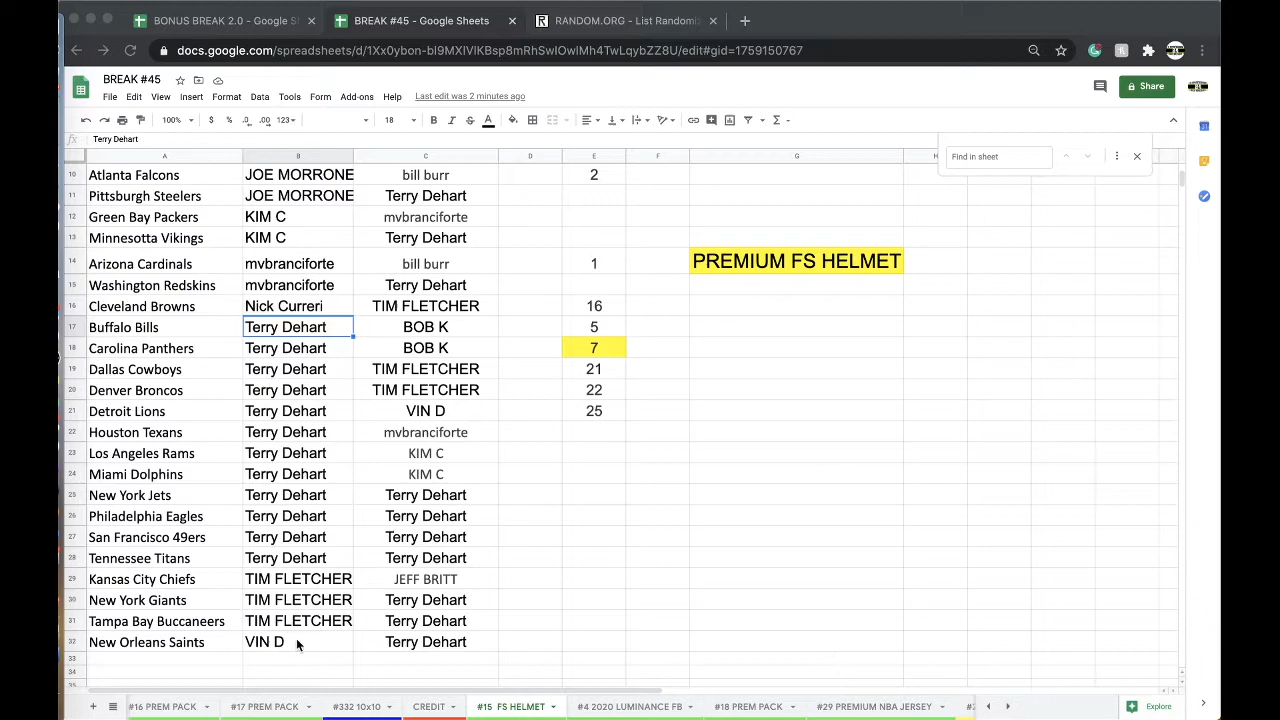 BONUS BREAK 2.0 - Google S
BREAK #45 - Google Sheets
RANDOM.ORG - List Randomiz
docs.google.com/spreadsheets/d/1Xx0ybon-bI9MXIVIKBspSmRhSwIOwIMh4TwLqybZZ8U/edit#gid=1759150767
BREAK #45
File Edit View Insert Format Data Tools Form Add-ons Help Last edit was 2 minutes ago
Share
100% $ % .0 .00 123 18 B I S A
fx Terry Dehart
Find in sheet
A B C D E F G H
10 Atlanta Falcons JOE MORRONE bill burr 2
11 Pittsburgh Steelers JOE MORRONE Terry Dehart
12 Green Bay Packers KIM C mvbranciforte
13 Minnesotta Vikings KIM C Terry Dehart
14 Arizona Cardinals mvbranciforte bill burr 1 PREMIUM FS HELMET
15 Washington Redskins mvbranciforte Terry Dehart
16 Cleveland Browns Nick Curreri TIM FLETCHER 16
17 Buffalo Bills Terry Dehart BOB K 5
18 Carolina Panthers Terry Dehart BOB K 7
19 Dallas Cowboys Terry Dehart TIM FLETCHER 21
20 Denver Broncos Terry Dehart TIM FLETCHER 22
21 Detroit Lions Terry Dehart VIN D 25
22 Houston Texans Terry Dehart mvbranciforte
23 Los Angeles Rams Terry Dehart KIM C
24 Miami Dolphins Terry Dehart KIM C
25 New York Jets Terry Dehart Terry Dehart
26 Philadelphia Eagles Terry Dehart Terry Dehart
27 San Francisco 49ers Terry Dehart Terry Dehart
28 Tennessee Titans Terry Dehart Terry Dehart
29 Kansas City Chiefs TIM FLETCHER JEFF BRITT
30 New York Giants TIM FLETCHER Terry Dehart
31 Tampa Bay Buccaneers TIM FLETCHER Terry Dehart
32 New Orleans Saints VIN D Terry Dehart
33
34
35
#16 PREM PACK #17 PREM PACK #332 10x10 CREDIT #15 FS HELMET #4 2020 LUMINANCE FB #18 PREM PACK #29 PREMIUM NBA JERSEY Explore